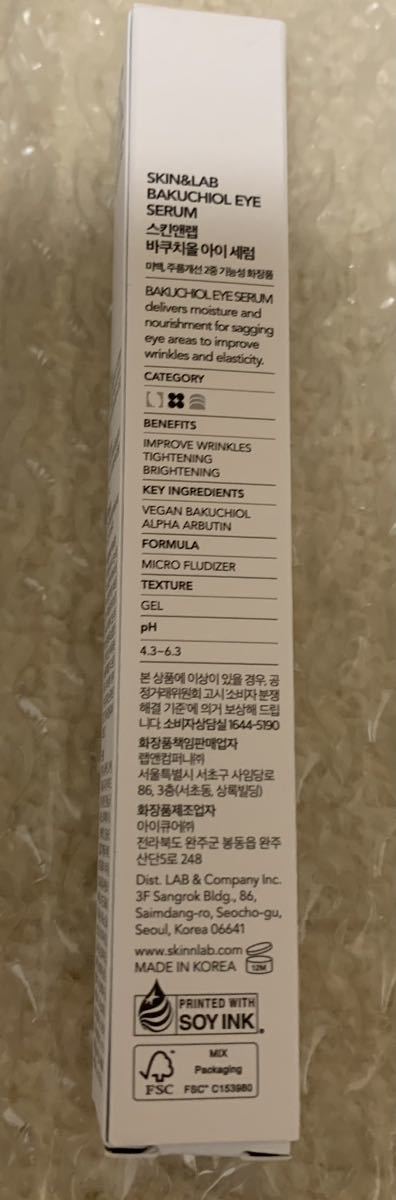 SKIN&LAB
BAKUCHIOL EYE
SERUM
스킨앤랩
바쿠치올 아이 세럼
미백, 주름개선 2중 기능성 화장품
BAKUCHIOL EYE SERUM
delivers moisture and
nourishment for sagging
eye areas to improve
wrinkles and elasticity.
CATEGORY
BENEFITS
IMPROVE WRINKLES
TIGHTENING
BRIGHTENING
KEY INGREDIENTS
VEGAN BAKUCHIOL
ALPHA ARBUTIN
FORMULA
MICRO FLUDIZER
TEXTURE
GEL
pH
4.3–6.3
본 상품에 이상이 있을 경우, 공
정거래위원회 고시 '소비자 분쟁
해결 기준'에 의거 보상해 드립
니다. 소비자상담실 1644-5190
화장품책임판매업자
랩앤컴퍼니㈜
서울특별시 서초구 사임당로
86, 3층(서초동, 상록빌딩)
화장품제조업자
아이큐어㈜
전라북도 완주군 봉동읍 완주
산단5로 248
Dist. LAB & Company Inc.
3F Sangrok Bldg., 86,
Saimdang-ro, Seocho-gu,
Seoul, Korea 06641
www.skinnlab.com
MADE IN KOREA 12M
PRINTED WITH
SOY INK®
FSC
MIX
Packaging
FSC™ C153980